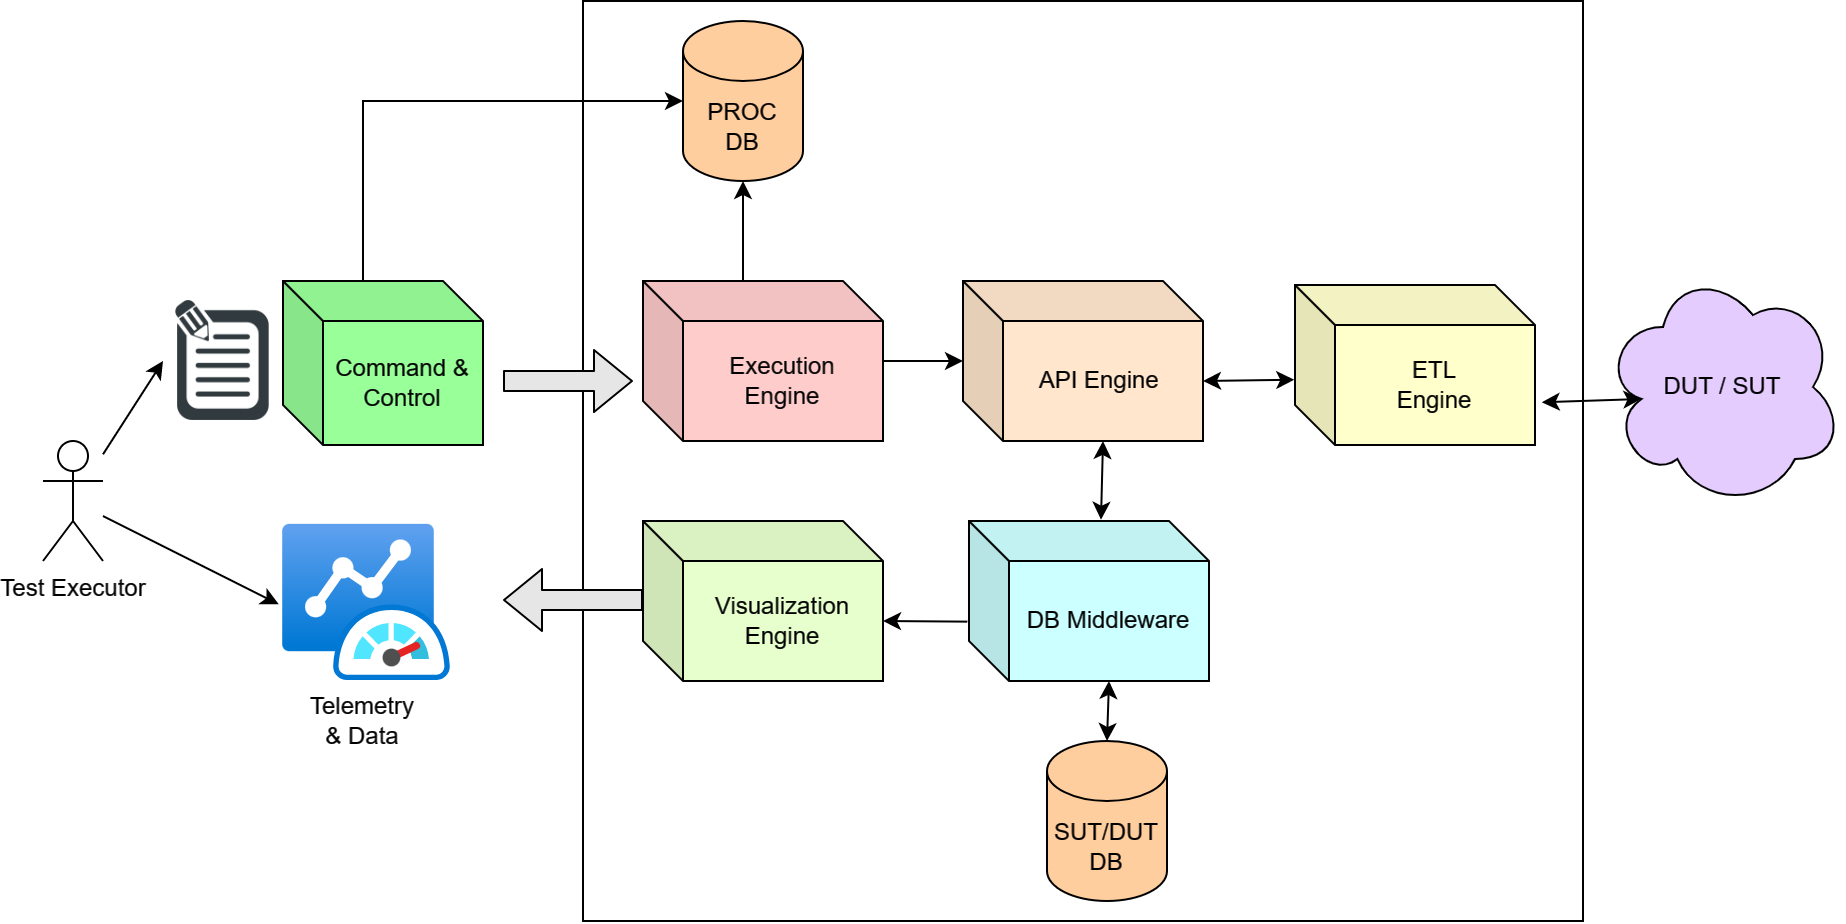 PROC
DB
Command &
Control
Execution
Engine
API Engine
ETL
Engine
DUT / SUT
Test Executor
Telemetry
& Data
Visualization
Engine
DB Middleware
SUT/DUT
DB